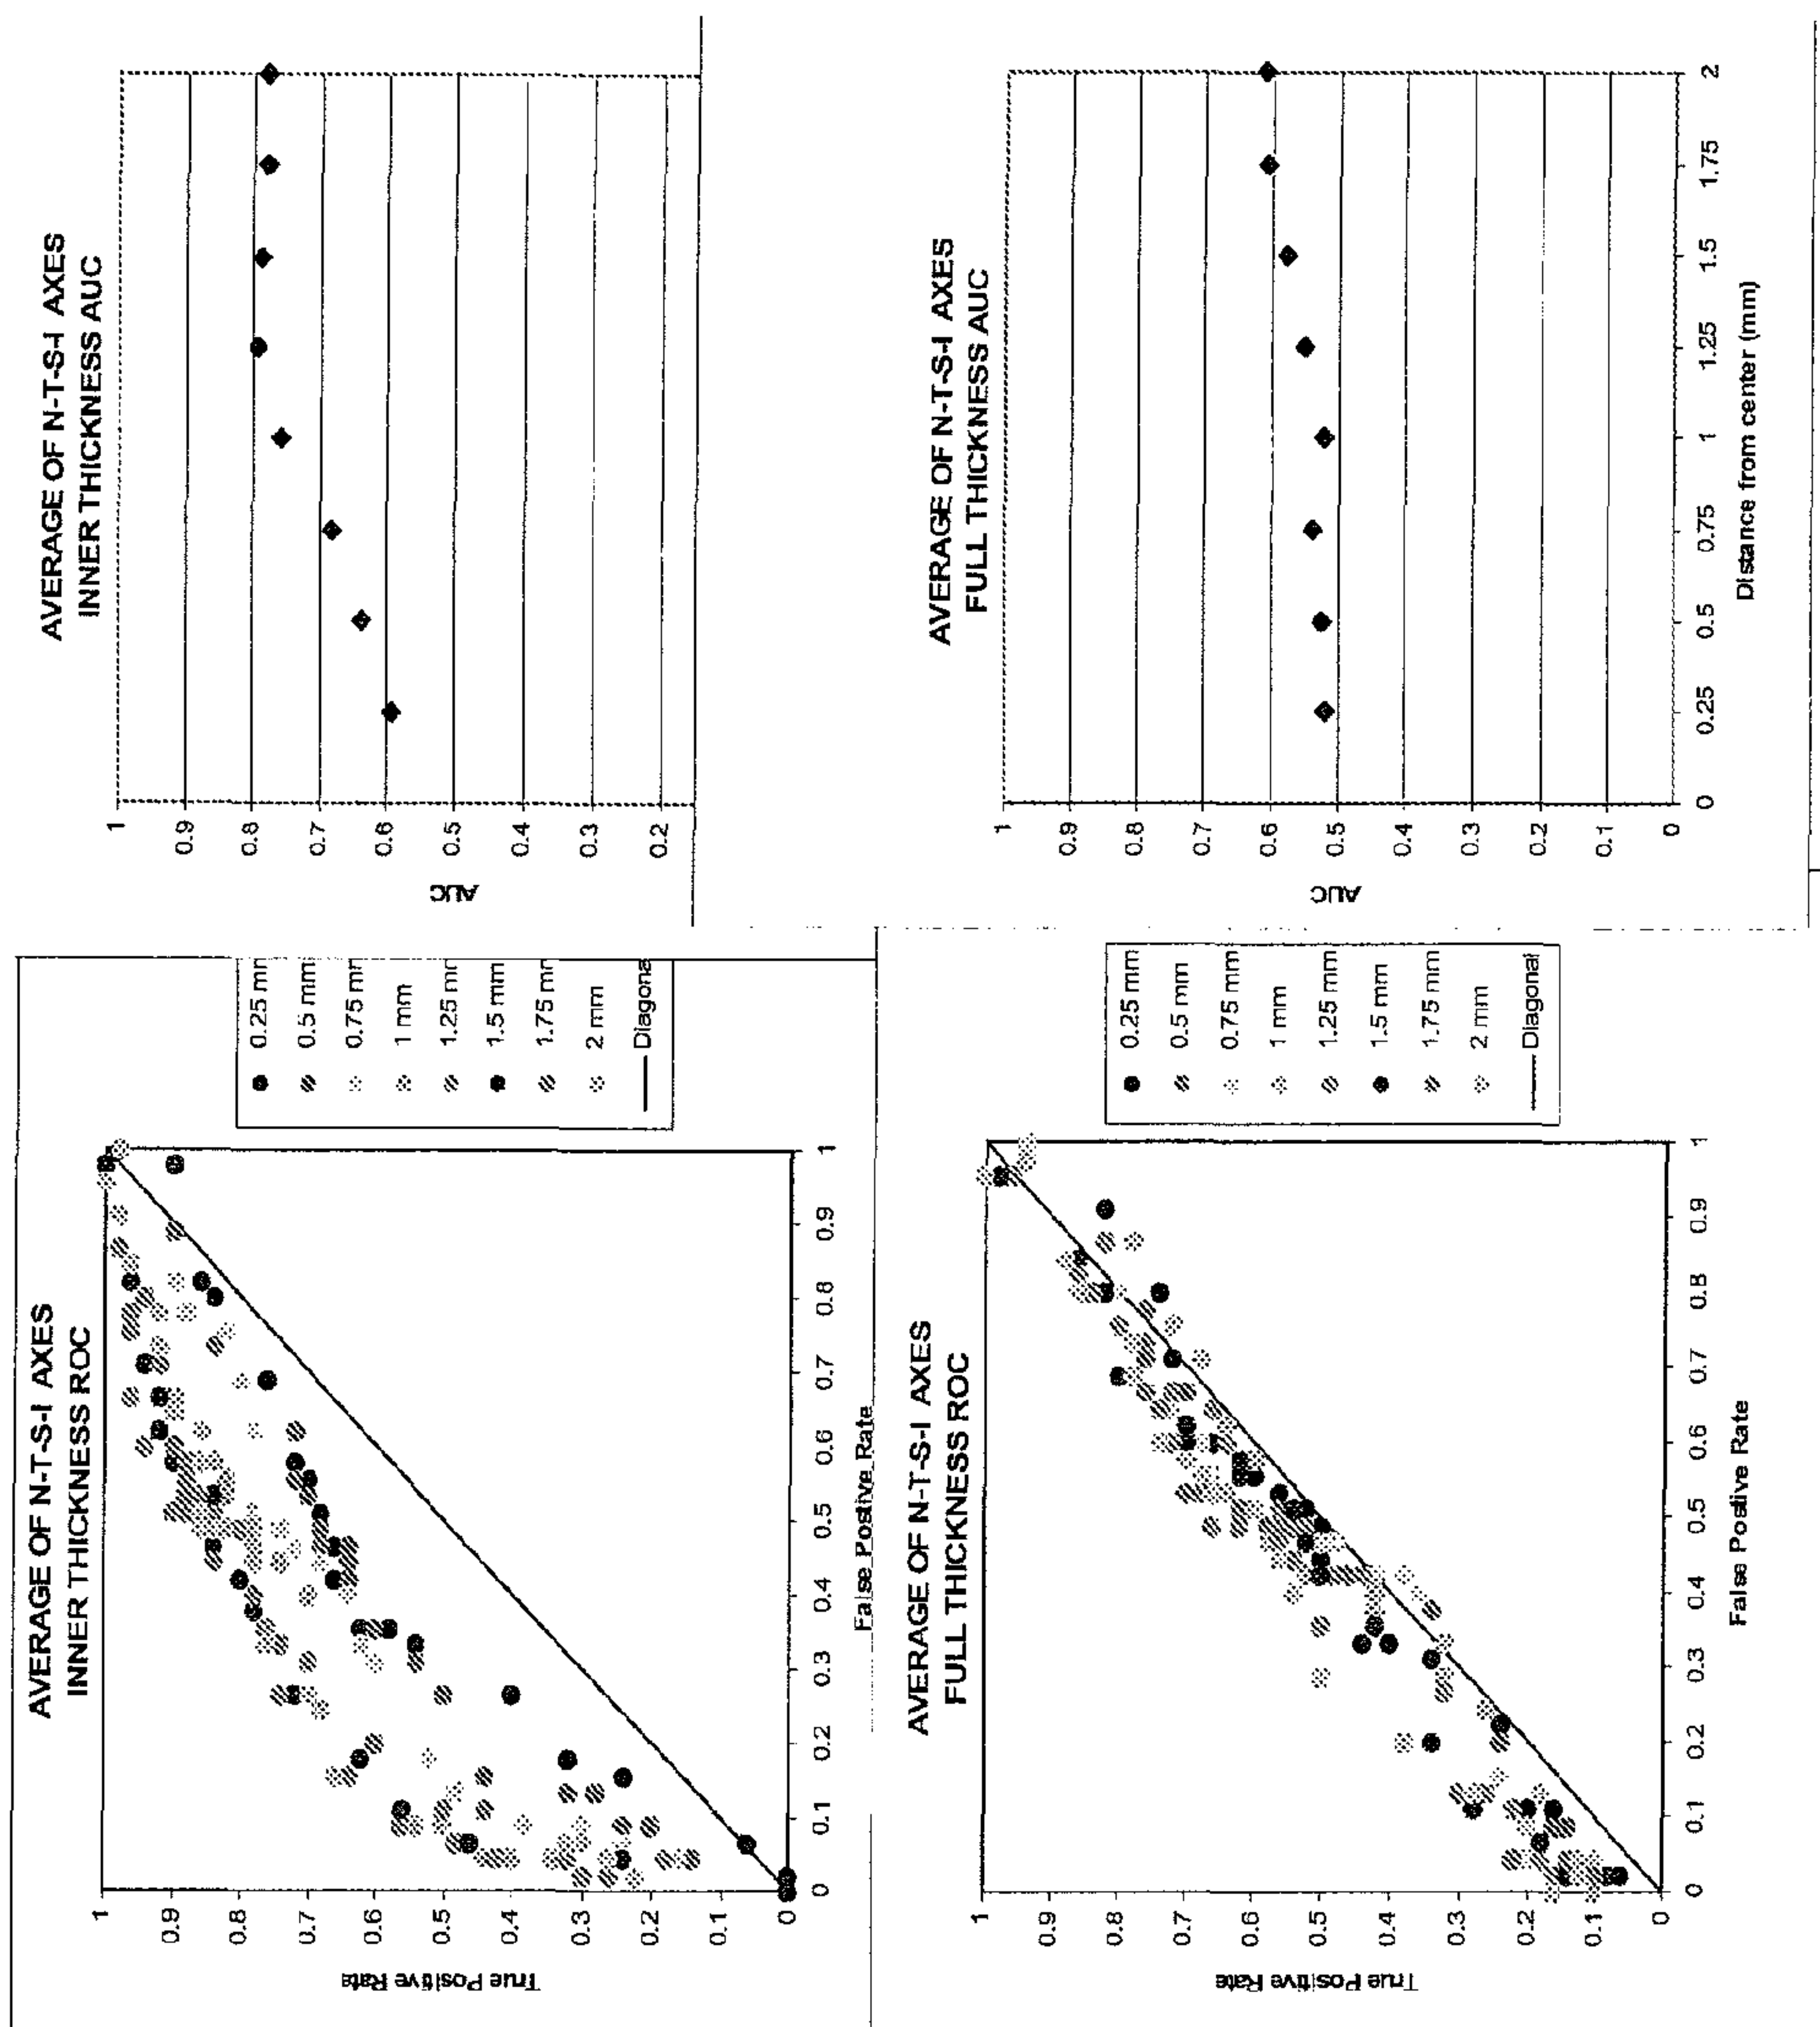 AVERAGE OF N-T-S-I AXES
INNER THICKNESS ROC
True Positive Rate
1
0.9
0.8
0.7
0.6
0.5
0.4
0.3
0.2
0.1
0
0 0.1 0.2 0.3 0.4 0.5 0.6 0.7 0.8 0.9 1
False Postive Rate
0.25 mm
0.5 mm
0.75 mm
1 mm
1.25 mm
1.5 mm
1.75 mm
2 mm
Diagona
AVERAGE OF N-T-S-I AXES
INNER THICKNESS AUC
AUC
1
0.9
0.8
0.7
0.6
0.5
0.4
0.3
0.2
AVERAGE OF N-T-S-I AXES
FULL THICKNESS ROC
True Positive Rate
1
0.9
0.8
0.7
0.6
0.5
0.4
0.3
0.2
0.1
0
0 0.1 0.2 0.3 0.4 0.5 0.6 0.7 0.8 0.9 1
False Postive Rate
0.25 mm
0.5 mm
0.75 mm
1 mm
1.25 mm
1.5 mm
1.75 mm
2 mm
Diagonal
AVERAGE OF N-T-S-I AXES
FULL THICKNESS AUC
AUC
1
0.9
0.8
0.7
0.6
0.5
0.4
0.3
0.2
0.1
0
0 0.25 0.5 0.75 1 1.25 1.5 1.75 2
Distance from center (mm)